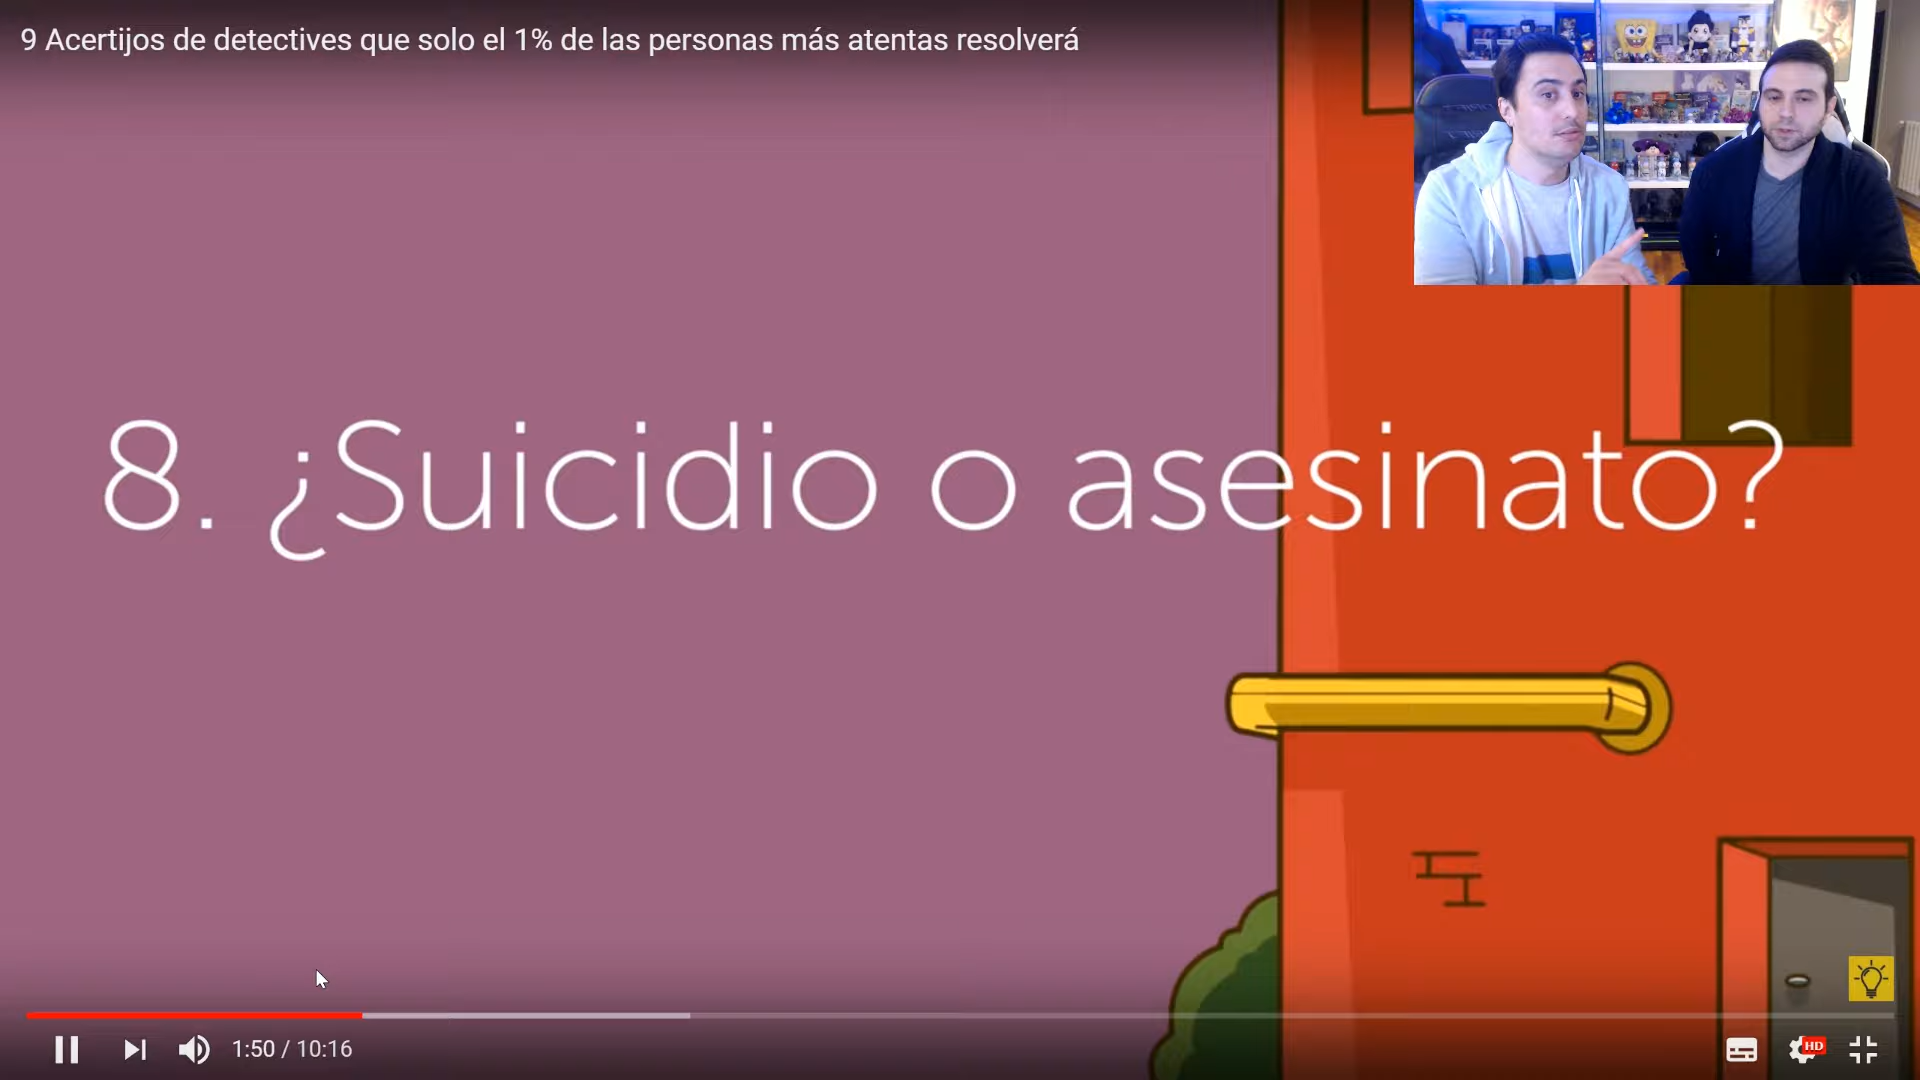 9 Acertijos de detectives que solo el 1% de las personas más atentas resolverá
8. ¿Suicidio o asesinato?
1:50 / 10:16
HD